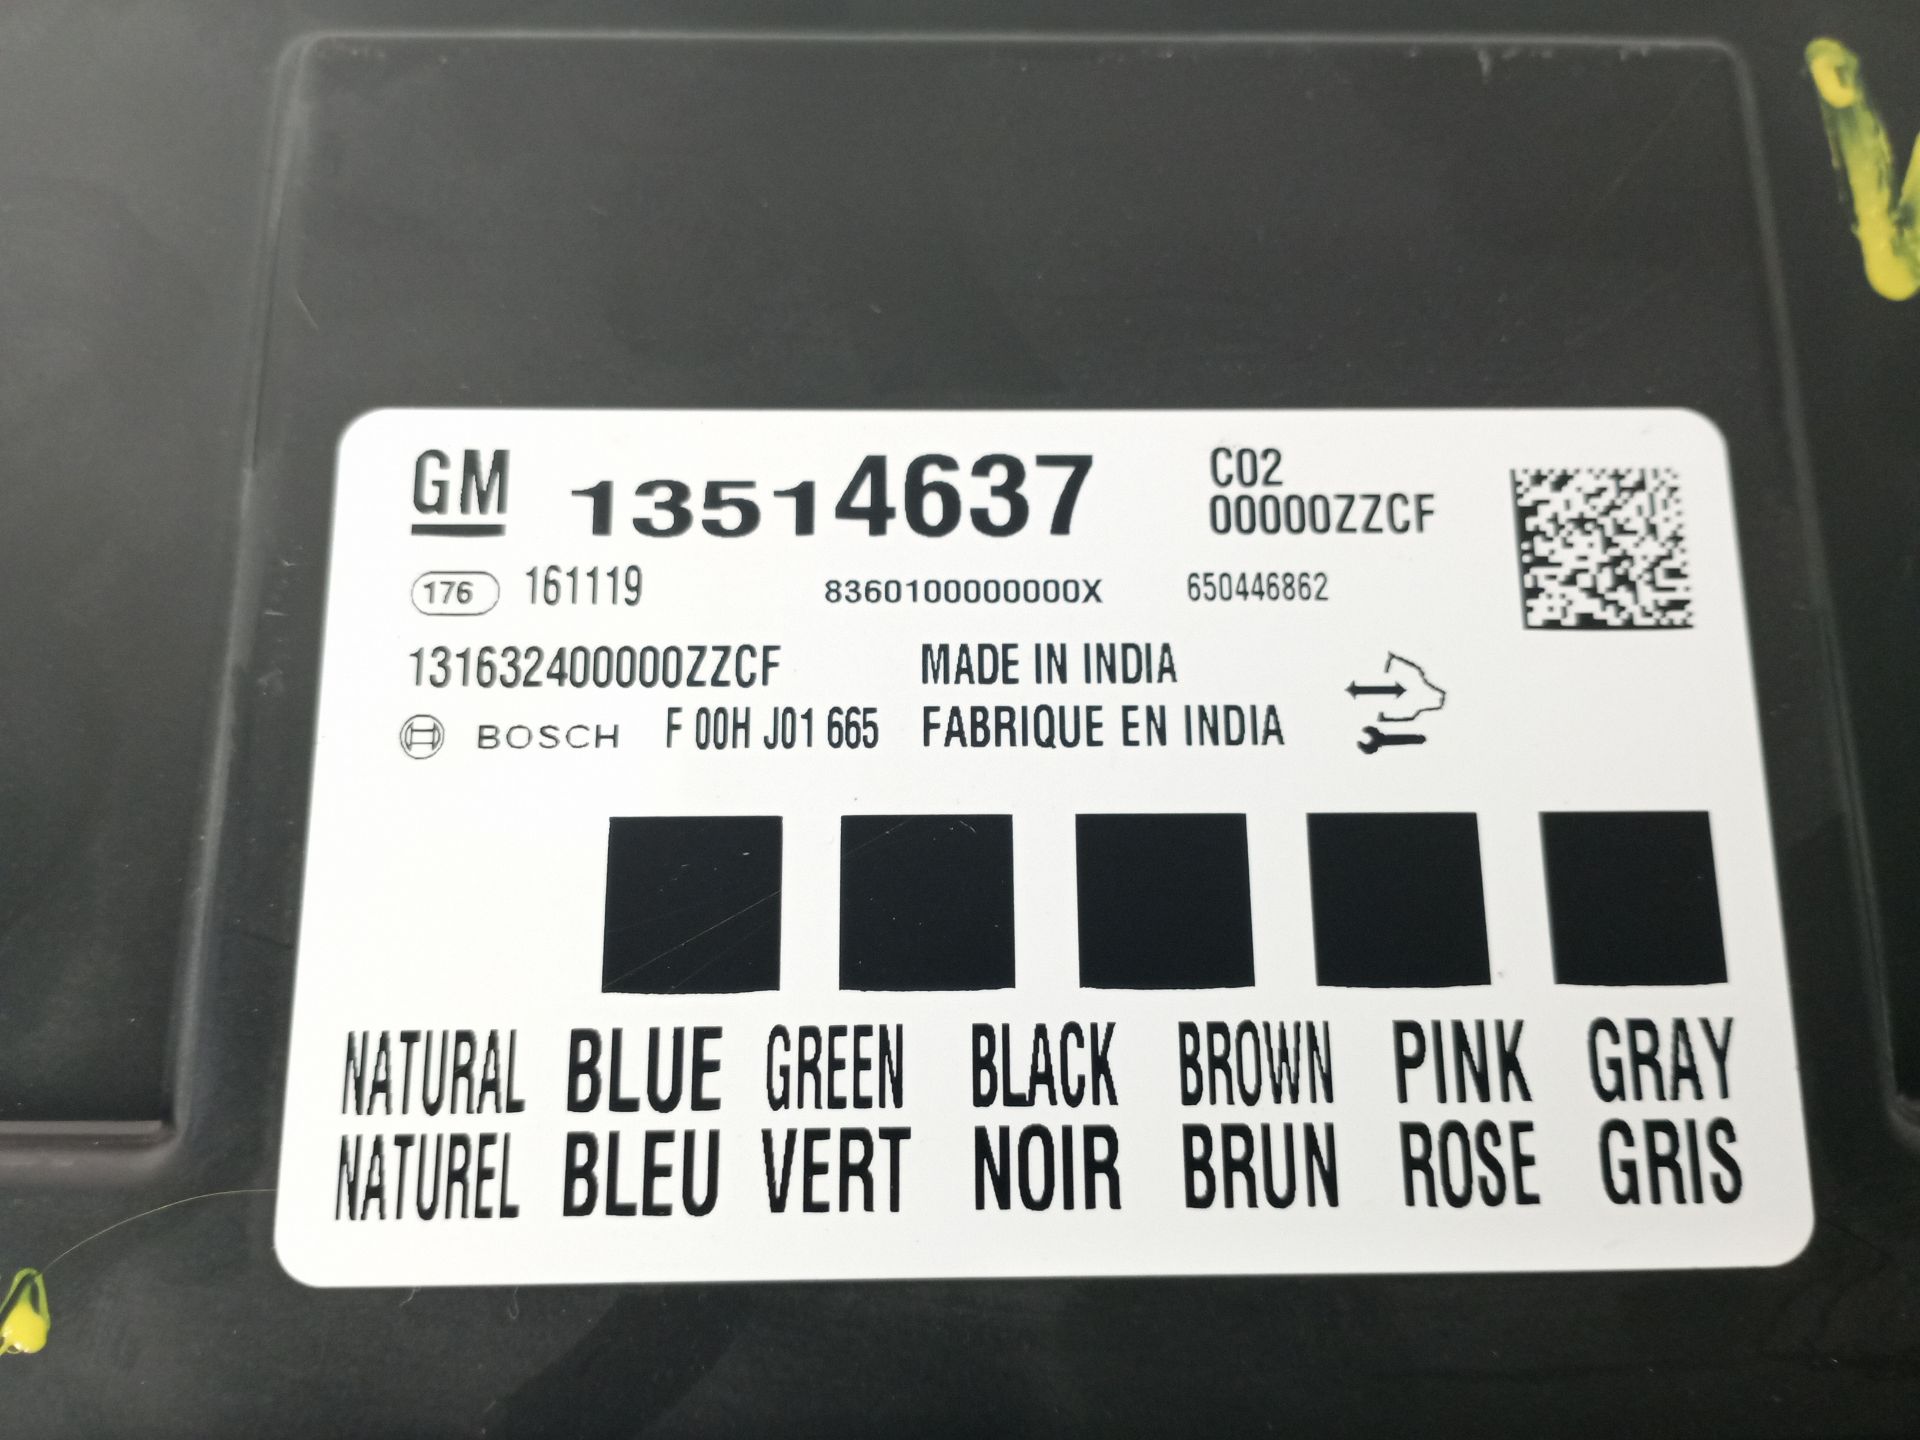 GM 13514637 C02
00000ZZCF
176 161119 8360100000000X 650446862
131632400000ZZCF MADE IN INDIA
BOSCH F 00H J01 665 FABRIQUE EN INDIA
NATURAL BLUE GREEN BLACK BROWN PINK GRAY
NATUREL BLEU VERT NOIR BRUN ROSE GRIS